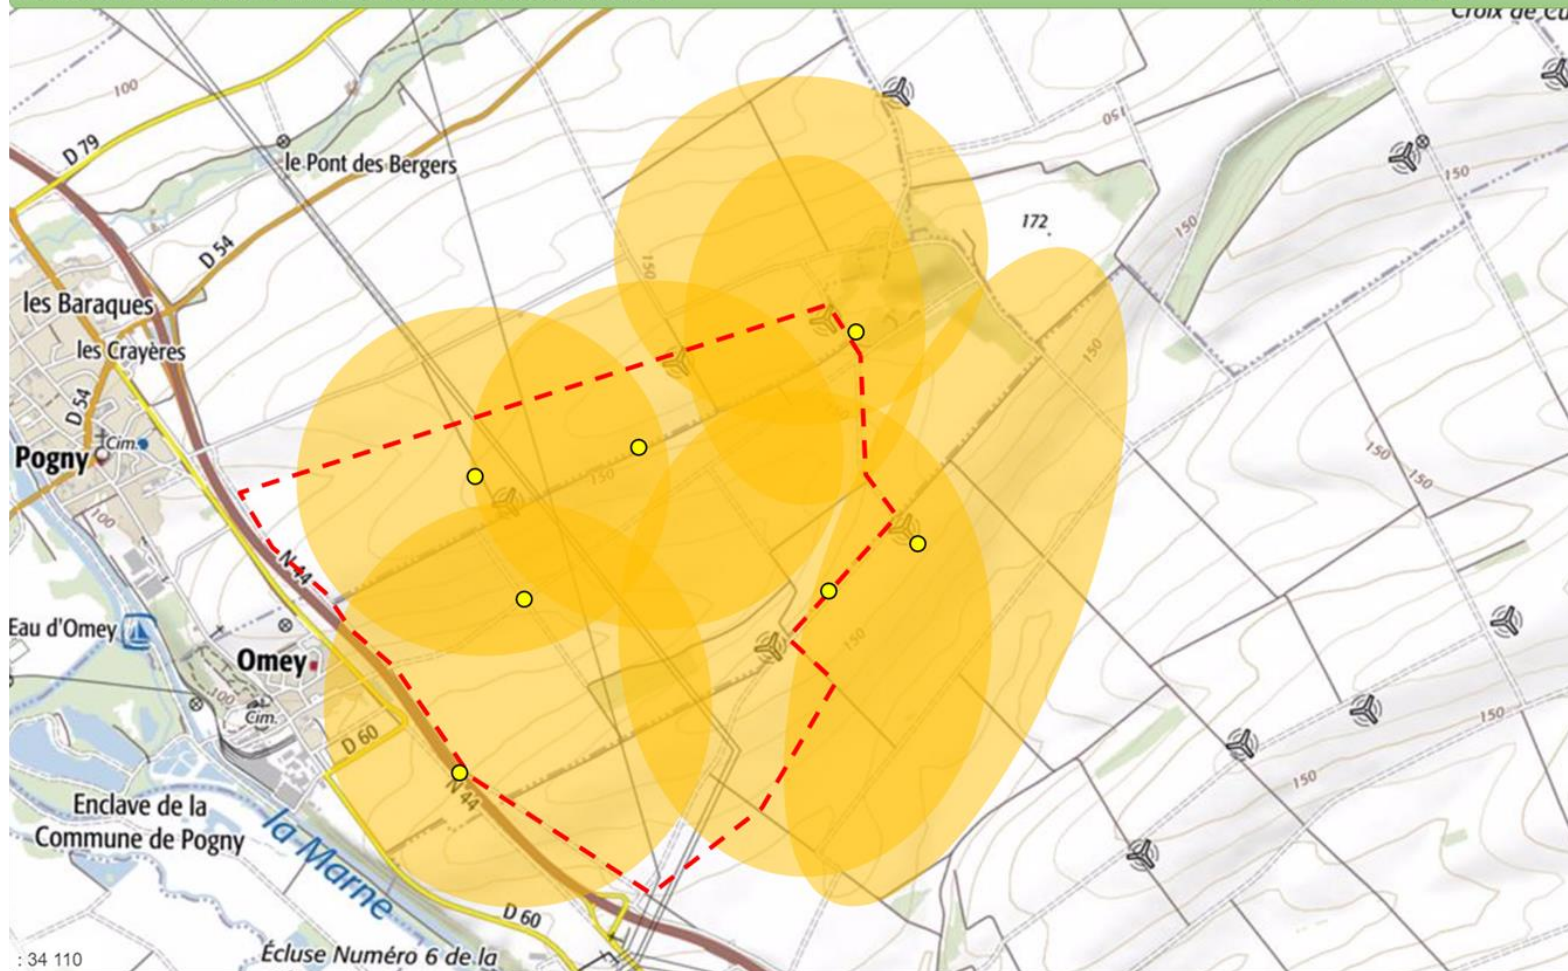 Croix de Cu
100
D 79
le Pont des Bergers
150
150
172
150
D 54
150
les Baraques
les Crayères
150
D 54
Cim.
Pogny
150
150
150
100
N 44
Eau d'Omey
Omey
150
100
Cim.
D 60
150
150
N 44
Enclave de la
Commune de Pogny
la Marne
D 60
Écluse Numéro 6 de la
: 34 110